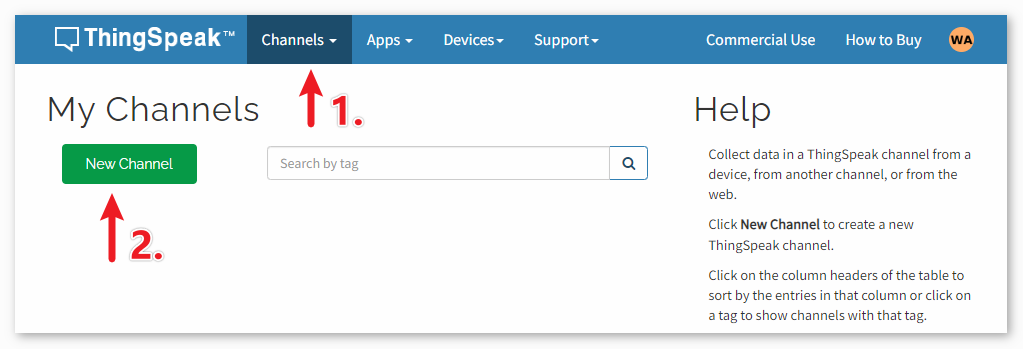 ThingSpeak™ Channels Apps Devices Support Commercial Use How to Buy WA
1.
My Channels
New Channel
Search by tag
2.
Help
Collect data in a ThingSpeak channel from a
device, from another channel, or from the
web.
Click New Channel to create a new
ThingSpeak channel.
Click on the column headers of the table to
sort by the entries in that column or click on
a tag to show channels with that tag.